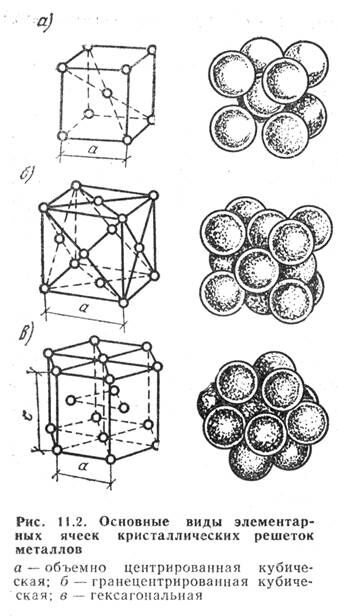 а)
а
б)
а
в)
с
а
Рис. 11.2. Основные виды элементар-
ных ячеек кристаллических решеток
металлов
а — объемно центрированная кубиче-
ская; б — гранецентрированная кубиче-
ская; в — гексагональная